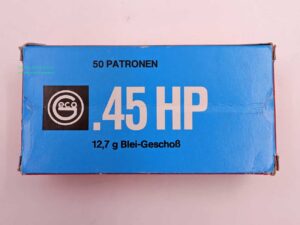 50 PATRONEN
Geco
.45 HP
12,7 g Blei-Geschoß